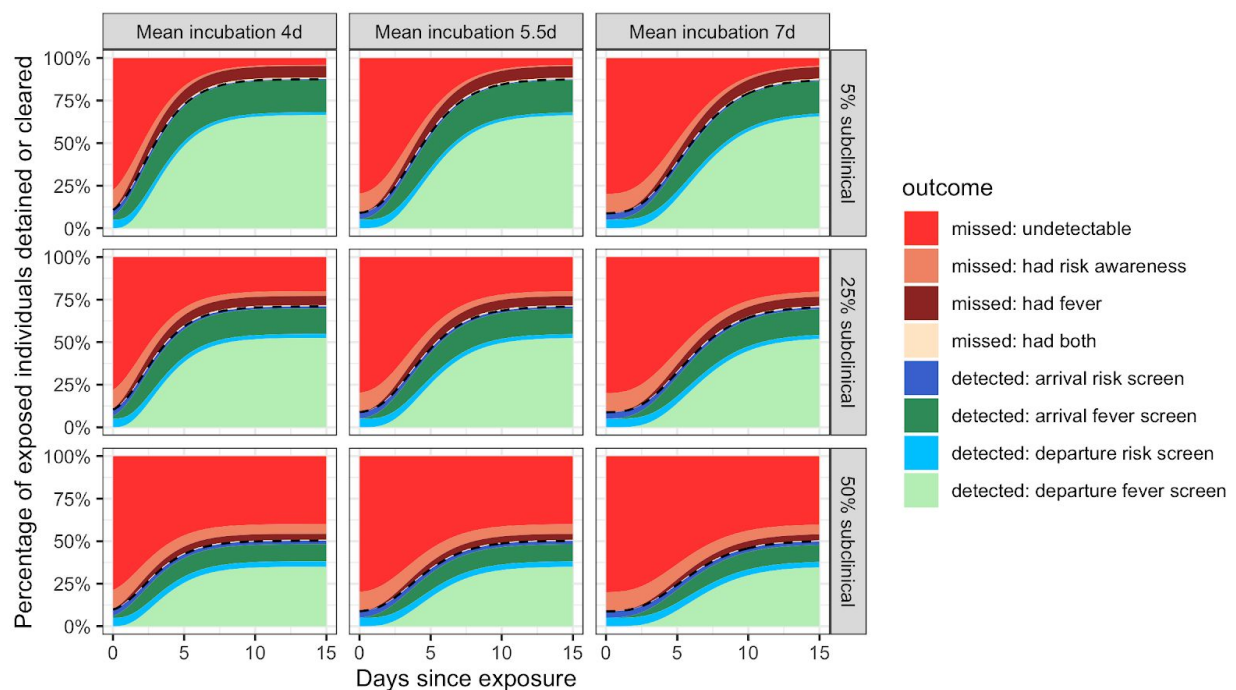 Mean incubation 4d
Mean incubation 5.5d
Mean incubation 7d
Percentage of exposed individuals detained or cleared
100%
75%
50%
25%
0%
5% subclinical
100%
75%
50%
25%
0%
25% subclinical
100%
75%
50%
25%
0%
50% subclinical
0 5 10 15
0 5 10 15
0 5 10 15
Days since exposure
outcome
missed: undetectable
missed: had risk awareness
missed: had fever
missed: had both
detected: arrival risk screen
detected: arrival fever screen
detected: departure risk screen
detected: departure fever screen